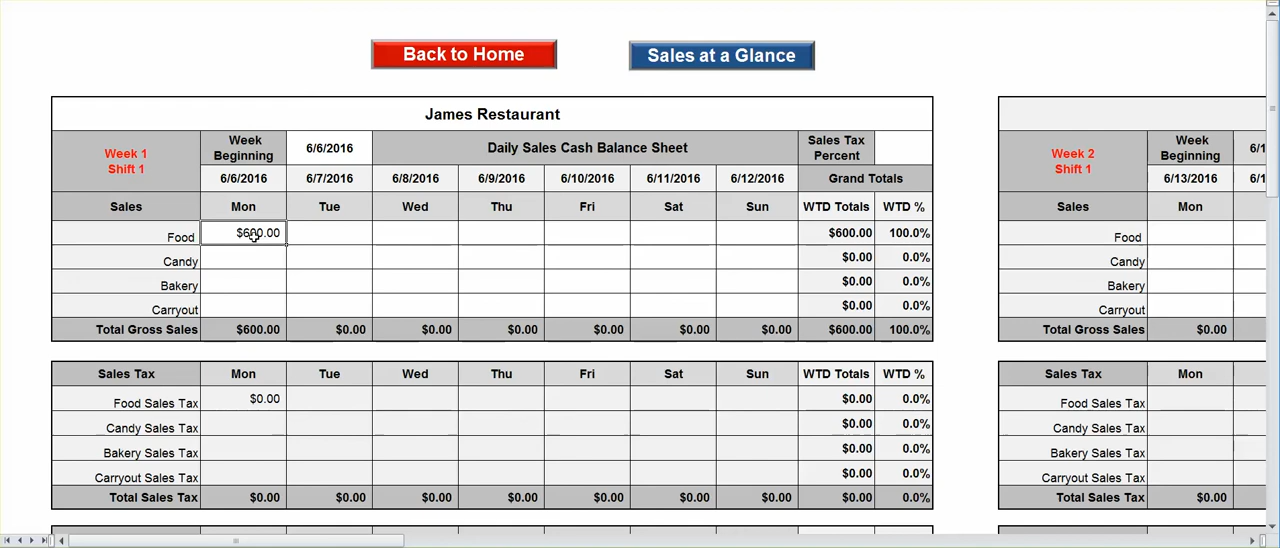 Back to Home Sales at a Glance
James Restaurant
Week 1 Shift 1 Week Beginning 6/6/2016 Daily Sales Cash Balance Sheet Sales Tax Percent Week 2 Shift 1 Week Beginning
6/6/2016 6/7/2016 6/8/2016 6/9/2016 6/10/2016 6/11/2016 6/12/2016 Grand Totals 6/13/2016
Sales Mon Tue Wed Thu Fri Sat Sun WTD Totals WTD % Sales Mon
Food $600.00 $600.00 100.0% Food
Candy $0.00 0.0% Candy
Bakery $0.00 0.0% Bakery
Carryout $0.00 0.0% Carryout
Total Gross Sales $600.00 $0.00 $0.00 $0.00 $0.00 $0.00 $0.00 $600.00 100.0% Total Gross Sales $0.00
Sales Tax Mon Tue Wed Thu Fri Sat Sun WTD Totals WTD % Sales Tax Mon
Food Sales Tax $0.00 $0.00 0.0% Food Sales Tax
Candy Sales Tax $0.00 0.0% Candy Sales Tax
Bakery Sales Tax $0.00 0.0% Bakery Sales Tax
Carryout Sales Tax $0.00 0.0% Carryout Sales Tax
Total Sales Tax $0.00 $0.00 $0.00 $0.00 $0.00 $0.00 $0.00 $0.00 0.0% Total Sales Tax $0.00